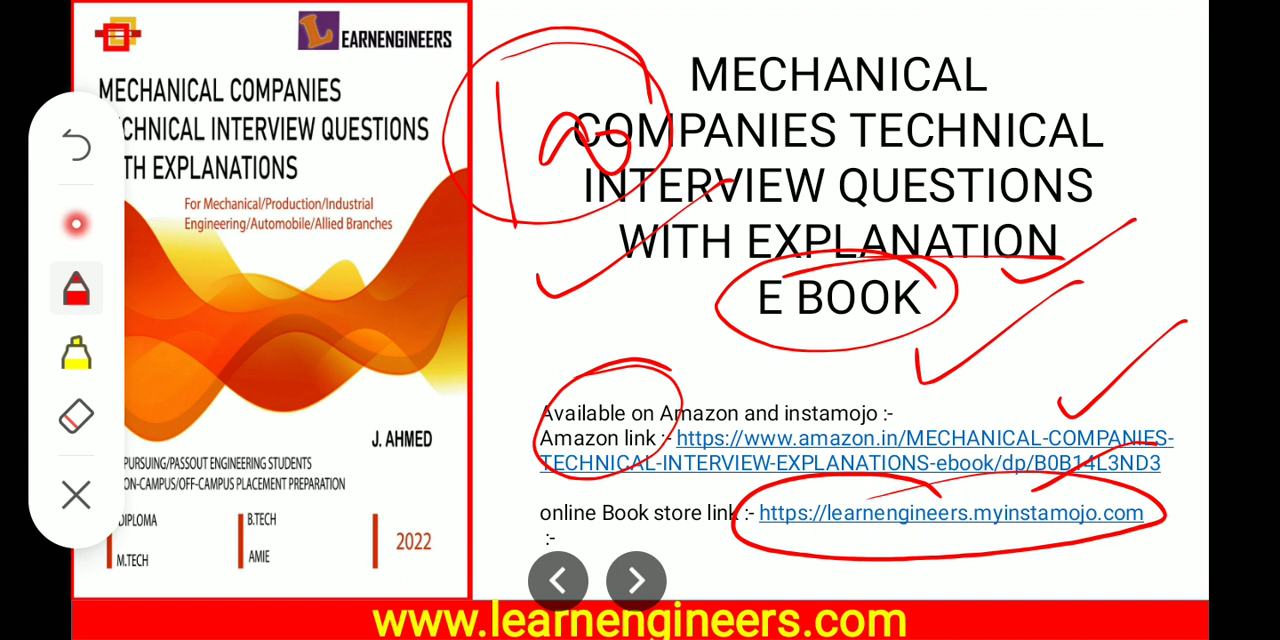 LEARNENGINEERS
MECHANICAL COMPANIES
CHNICAL INTERVIEW QUESTIONS
TH EXPLANATIONS
For Mechanical/Production/Industrial
Engineering/Automobile/Allied Branches
J. AHMED
PURSUING/PASSOUT ENGINEERING STUDENTS
ON-CAMPUS/OFF-CAMPUS PLACEMENT PREPARATION
DIPLOMA
B.TECH
M.TECH
AMIE
2022
MECHANICAL
COMPANIES TECHNICAL
INTERVIEW QUESTIONS
WITH EXPLANATION
E BOOK
Available on Amazon and instamojo :-
Amazon link :- https://www.amazon.in/MECHANICAL-COMPANIES-
TECHNICAL-INTERVIEW-EXPLANATIONS-ebook/dp/B0B14L3ND3
online Book store link :- https://learnengineers.myinstamojo.com
:-
www.learnengineers.com